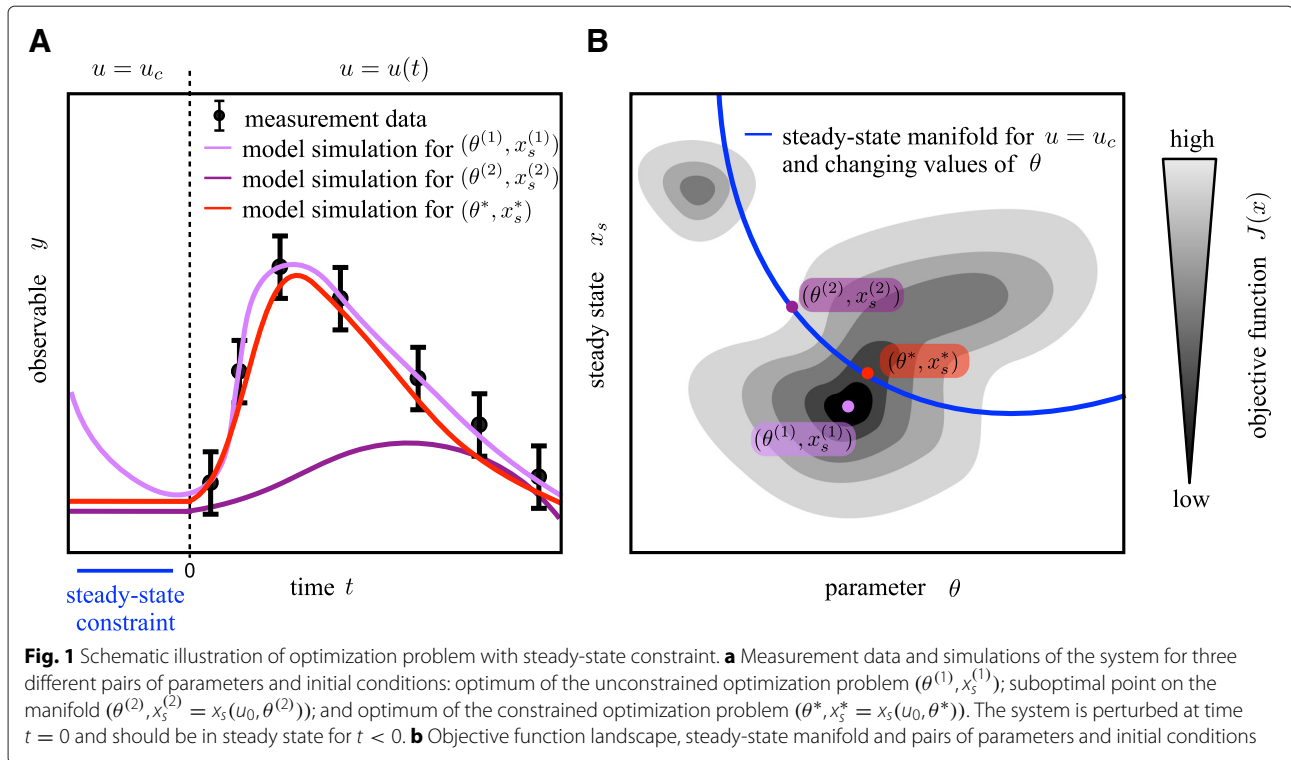 A
u = u_c
u = u(t)
measurement data
model simulation for (θ^(1), x_s^(1))
model simulation for (θ^(2), x_s^(2))
model simulation for (θ*, x_s*)
observable y
0
time t
steady-state
constraint
B
steady-state manifold for u = u_c
and changing values of θ
(θ^(2), x_s^(2))
(θ*, x_s*)
(θ^(1), x_s^(1))
steady state x_s
parameter θ
high
low
objective function J(x)
Fig. 1 Schematic illustration of optimization problem with steady-state constraint. a Measurement data and simulations of the system for three
different pairs of parameters and initial conditions: optimum of the unconstrained optimization problem (θ^(1), x_s^(1)); suboptimal point on the
manifold (θ^(2), x_s^(2) = x_s(u_0, θ^(2))); and optimum of the constrained optimization problem (θ*, x_s* = x_s(u_0, θ*)). The system is perturbed at time
t = 0 and should be in steady state for t < 0. b Objective function landscape, steady-state manifold and pairs of parameters and initial conditions